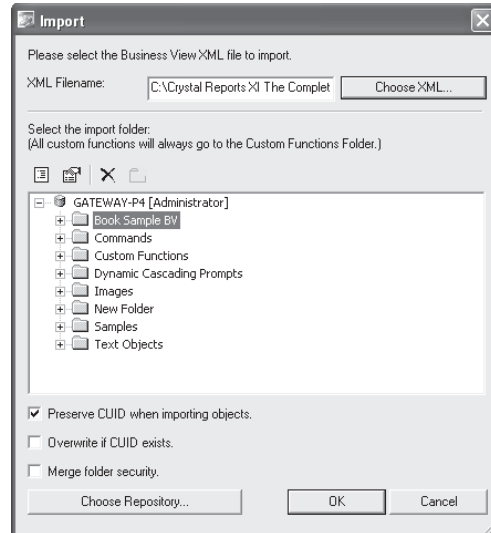 Import
Please select the Business View XML file to import.
XML Filename:
C:\Crystal Reports XI The Complet
Choose XML...
Select the import folder:
(All custom functions will always go to the Custom Functions Folder.)
GATEWAY-P4 [Administrator]
Book Sample BV
Commands
Custom Functions
Dynamic Cascading Prompts
Images
New Folder
Samples
Text Objects
Preserve CUID when importing objects.
Overwrite if CUID exists.
Merge folder security.
Choose Repository...
OK
Cancel